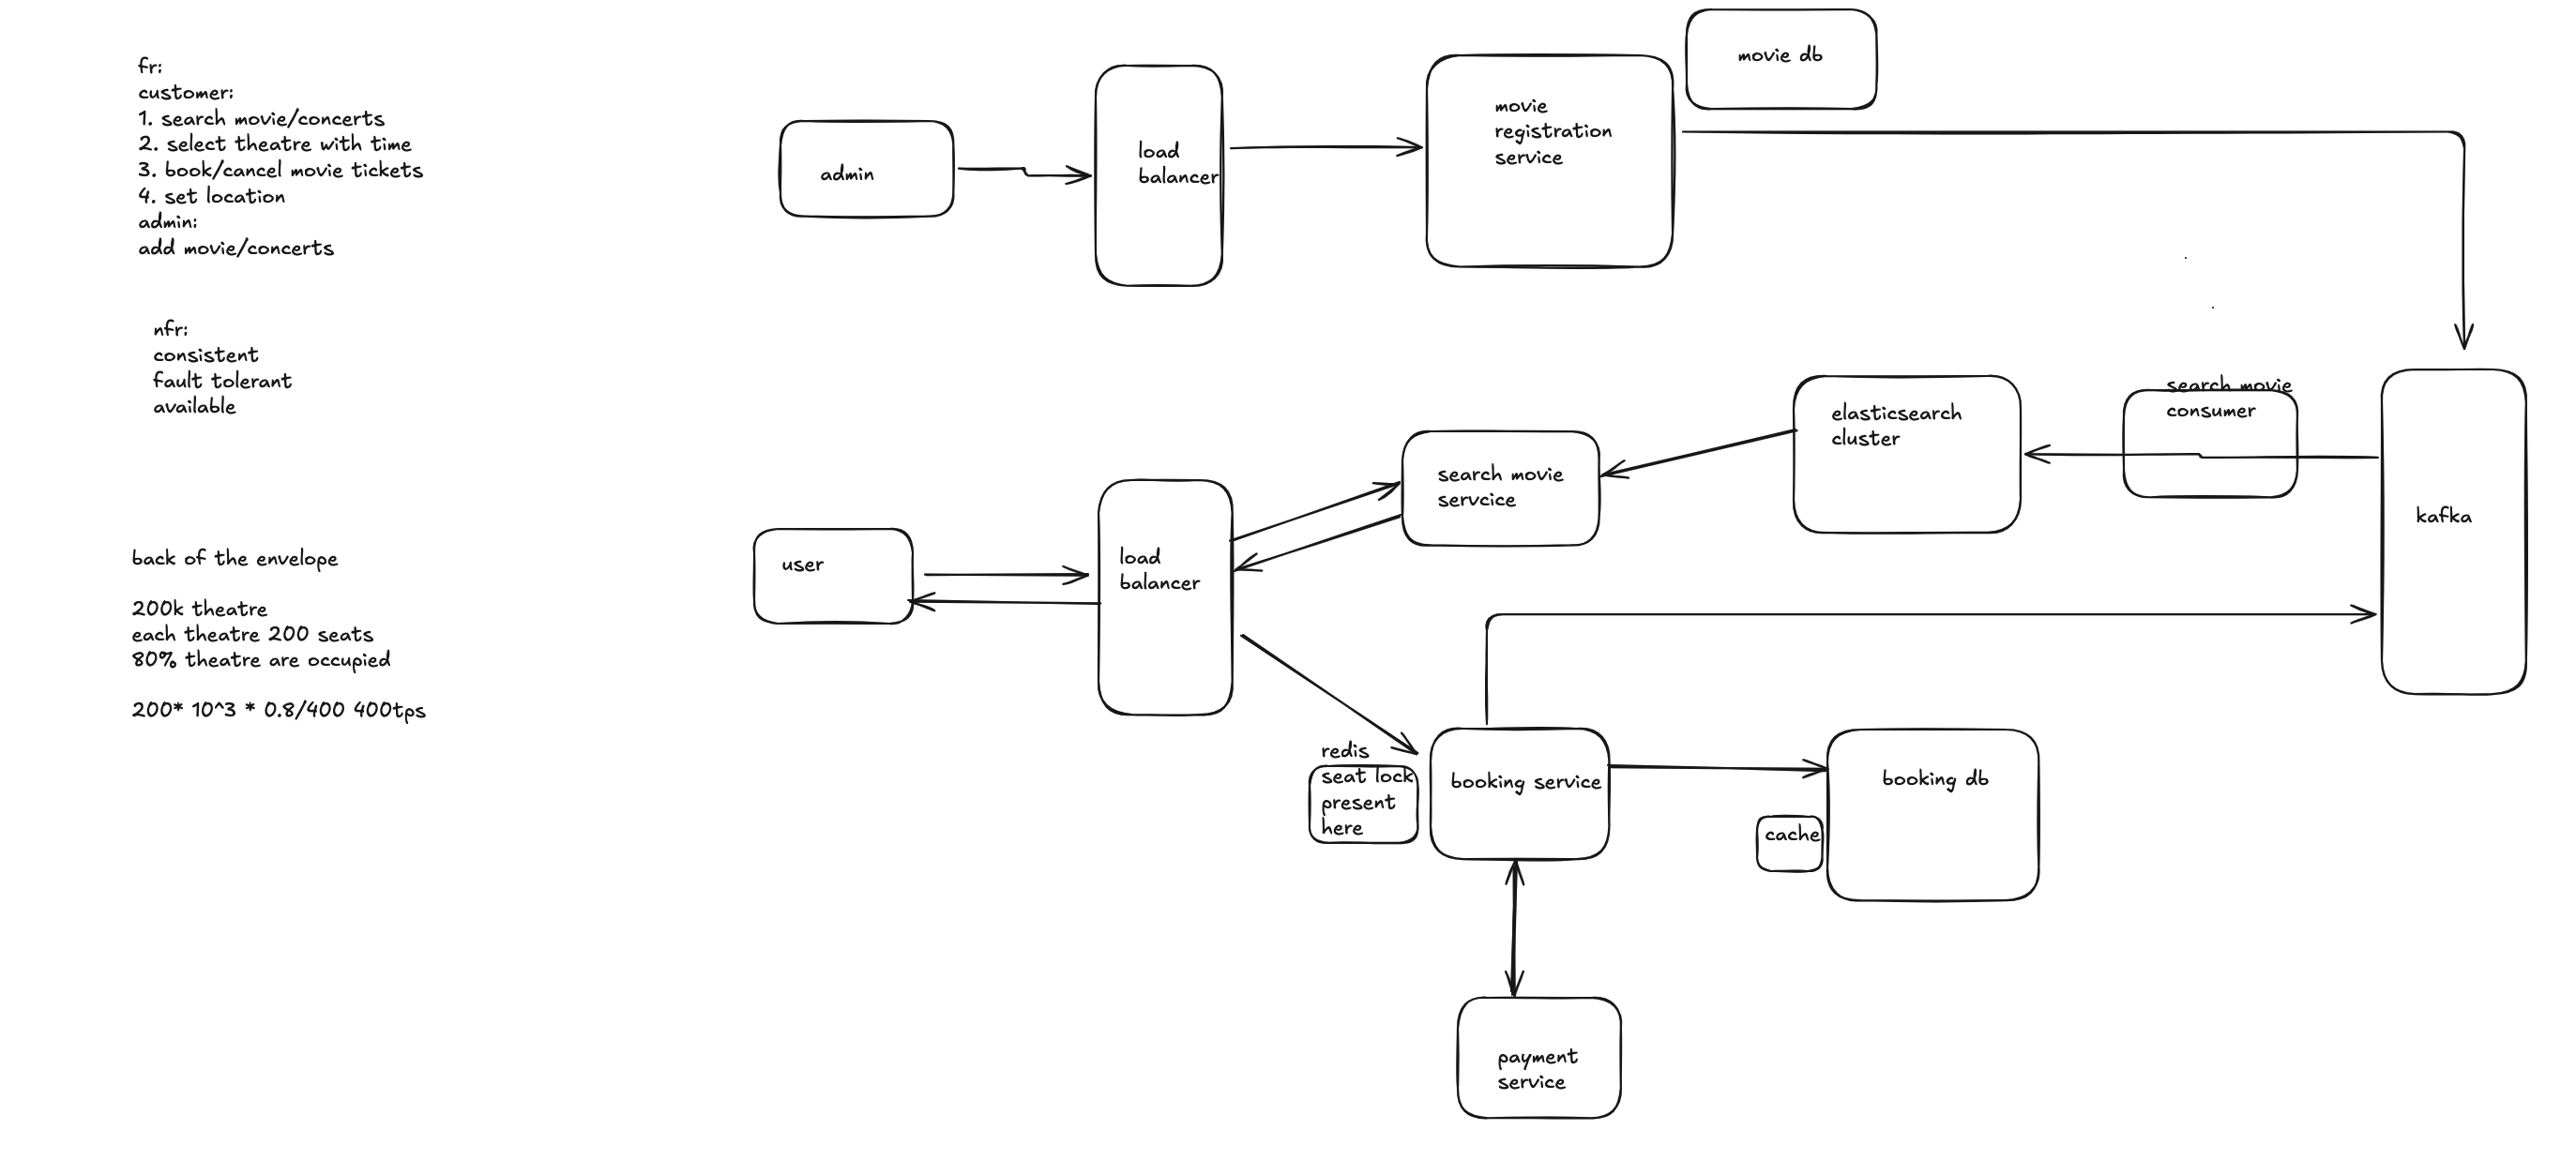 fr:
customer:
1. search movie/concerts
2. select theatre with time
3. book/cancel movie tickets
4. set location
admin:
add movie/concerts
nfr:
consistent
fault tolerant
available
back of the envelope
200k theatre
each theatre 200 seats
80% theatre are occupied
200* 10^3 * 0.8/400 400tps
admin
load
balancer
movie
registration
service
movie db
user
load
balancer
search movie
servcice
elasticsearch
cluster
search movie
consumer
kafka
redis
seat lock
present
here
booking service
cache
booking db
payment
service